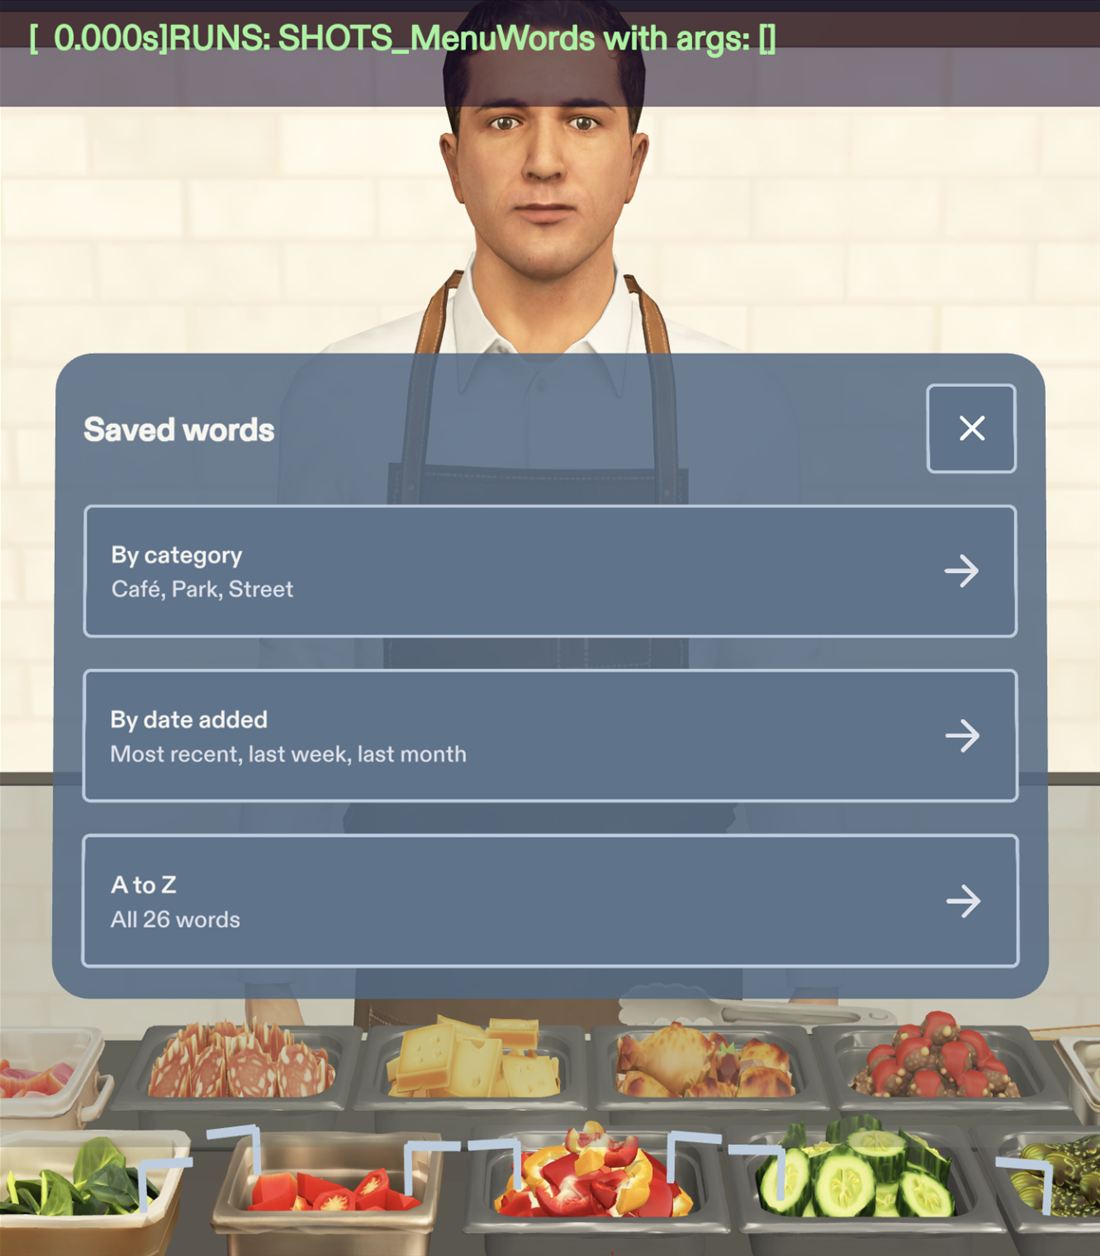 [  0.000s]RUNS: SHOTS_MenuWords with args: []
Saved words
By category
Café, Park, Street
By date added
Most recent, last week, last month
A to Z
All 26 words